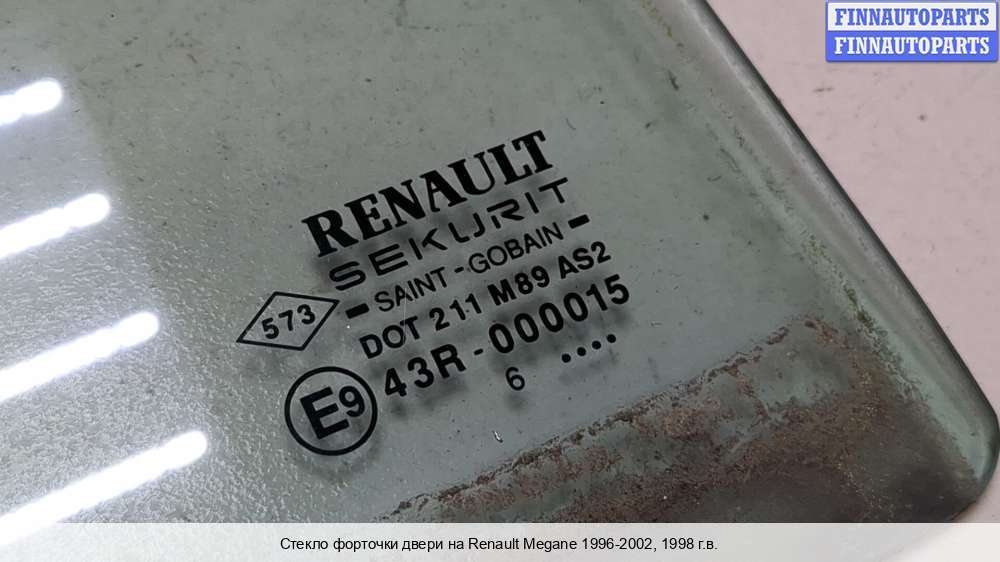 FINNAUTOPARTS
FINNAUTOPARTS
RENAULT
SEKURIT
SAINT - GOBAIN
573
DOT 211 M89 AS2
E9
43R - 000015
6 ....
Стекло форточки двери на Renault Megane 1996-2002, 1998 г.в.